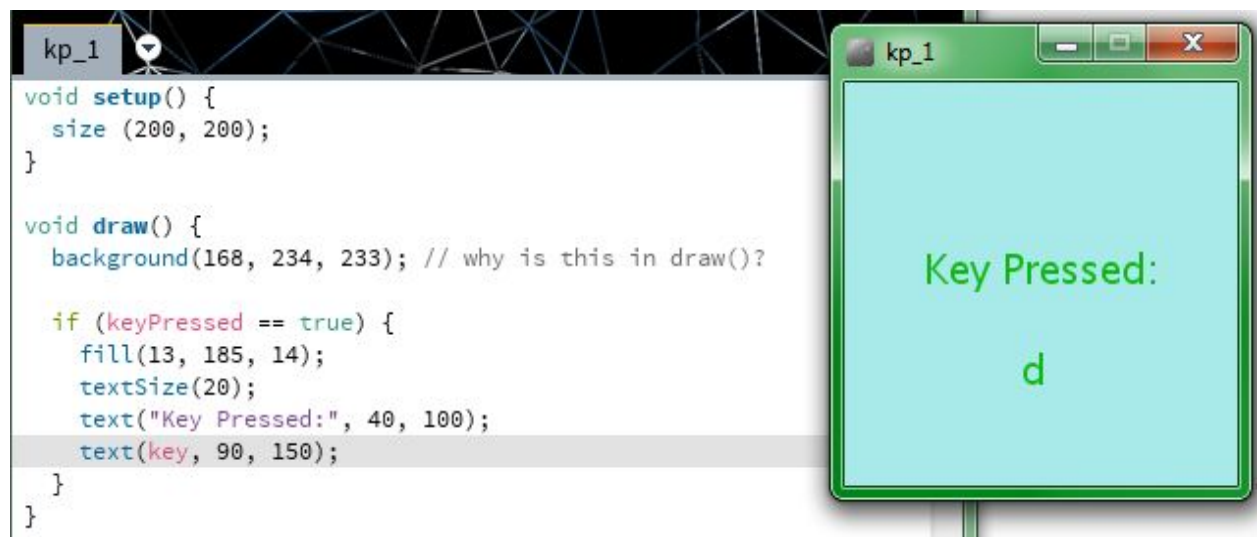 kp_1
void setup() {
  size (200, 200);
}
void draw() {
  background(168, 234, 233); // why is this in draw()?
  if (keyPressed == true) {
    fill(13, 185, 14);
    textSize(20);
    text("Key Pressed:", 40, 100);
    text(key, 90, 150);
  }
}
kp_1
Key Pressed:
d